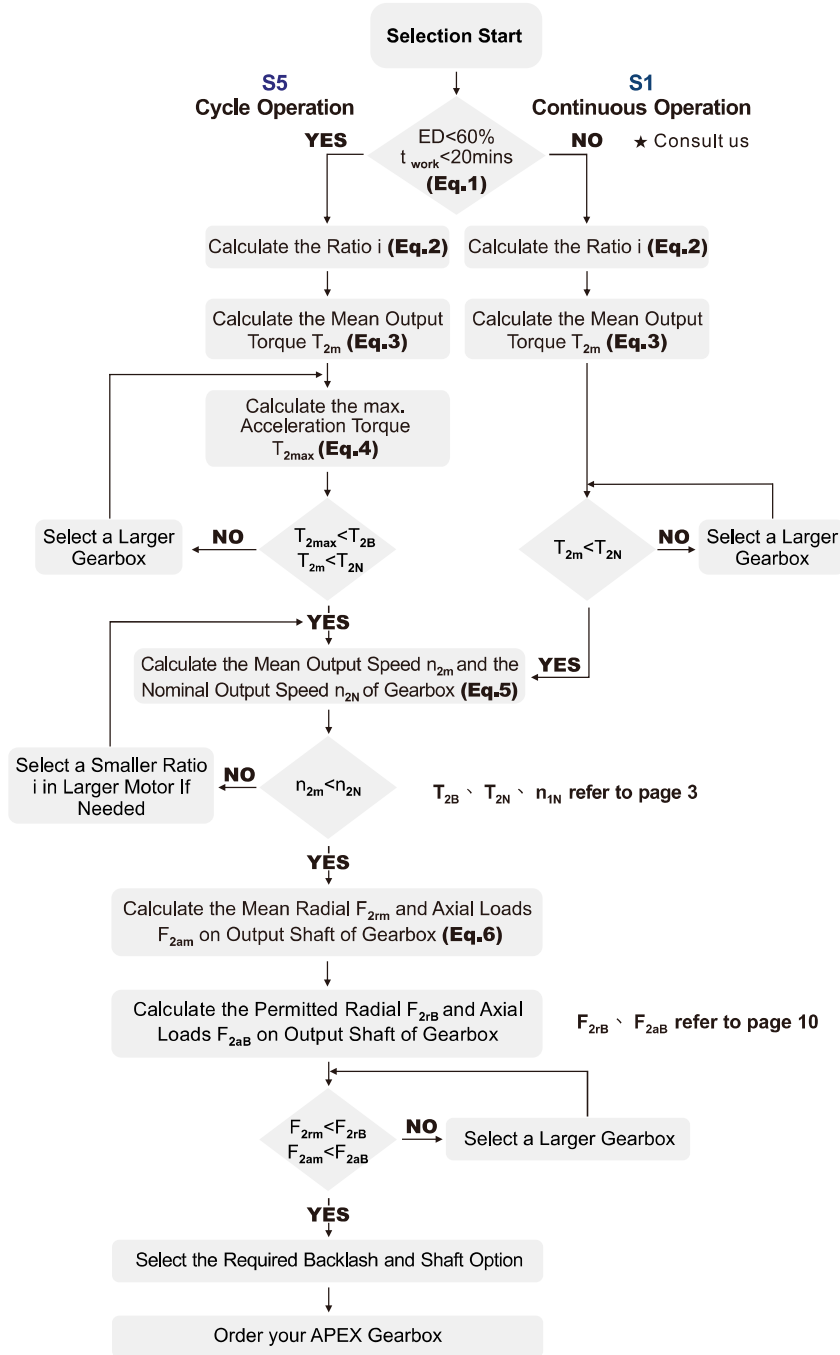 Selection Start
S5
Cycle Operation
S1
Continuous Operation
YES
ED<60%
t work<20mins
(Eq.1)
NO
★ Consult us
Calculate the Ratio i (Eq.2)
Calculate the Ratio i (Eq.2)
Calculate the Mean Output
Torque T2m (Eq.3)
Calculate the Mean Output
Torque T2m (Eq.3)
Calculate the max.
Acceleration Torque
T2max (Eq.4)
Select a Larger
Gearbox
NO
T2max<T2B
T2m<T2N
T2m<T2N
NO
Select a Larger
Gearbox
YES
YES
Calculate the Mean Output Speed n2m and the
Nominal Output Speed n2N of Gearbox (Eq.5)
Select a Smaller Ratio
i in Larger Motor If
Needed
NO
n2m<n2N
T2B、T2N、n1N refer to page 3
YES
Calculate the Mean Radial F2rm and Axial Loads
F2am on Output Shaft of Gearbox (Eq.6)
Calculate the Permitted Radial F2rB and Axial
Loads F2aB on Output Shaft of Gearbox
F2rB、F2aB refer to page 10
F2rm<F2rB
F2am<F2aB
NO
Select a Larger Gearbox
YES
Select the Required Backlash and Shaft Option
Order your APEX Gearbox